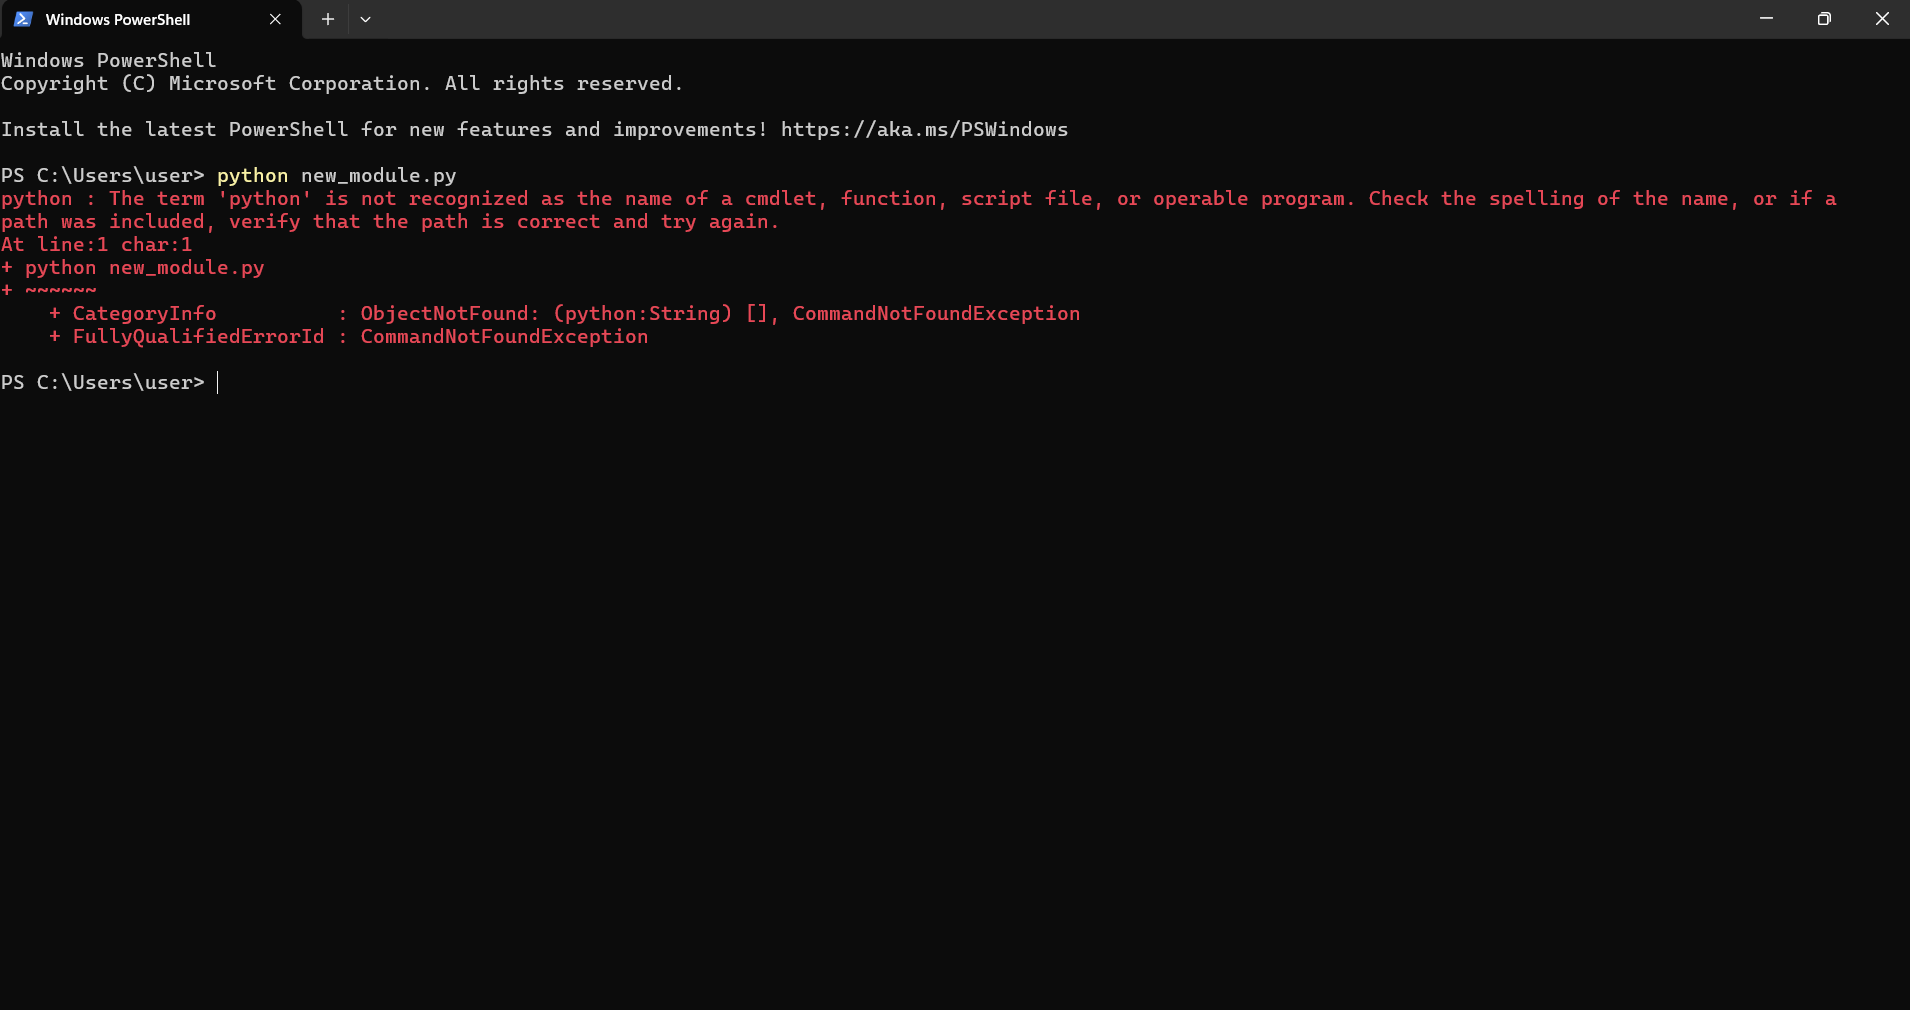 Windows PowerShell
Windows PowerShell
Copyright (C) Microsoft Corporation. All rights reserved.
Install the latest PowerShell for new features and improvements! https://aka.ms/PSWindows
PS C:\Users\user> python new_module.py
python : The term 'python' is not recognized as the name of a cmdlet, function, script file, or operable program. Check the spelling of the name, or if a
path was included, verify that the path is correct and try again.
At line:1 char:1
+ python new_module.py
+ ~~~~~~
    + CategoryInfo          : ObjectNotFound: (python:String) [], CommandNotFoundException
    + FullyQualifiedErrorId : CommandNotFoundException
PS C:\Users\user>